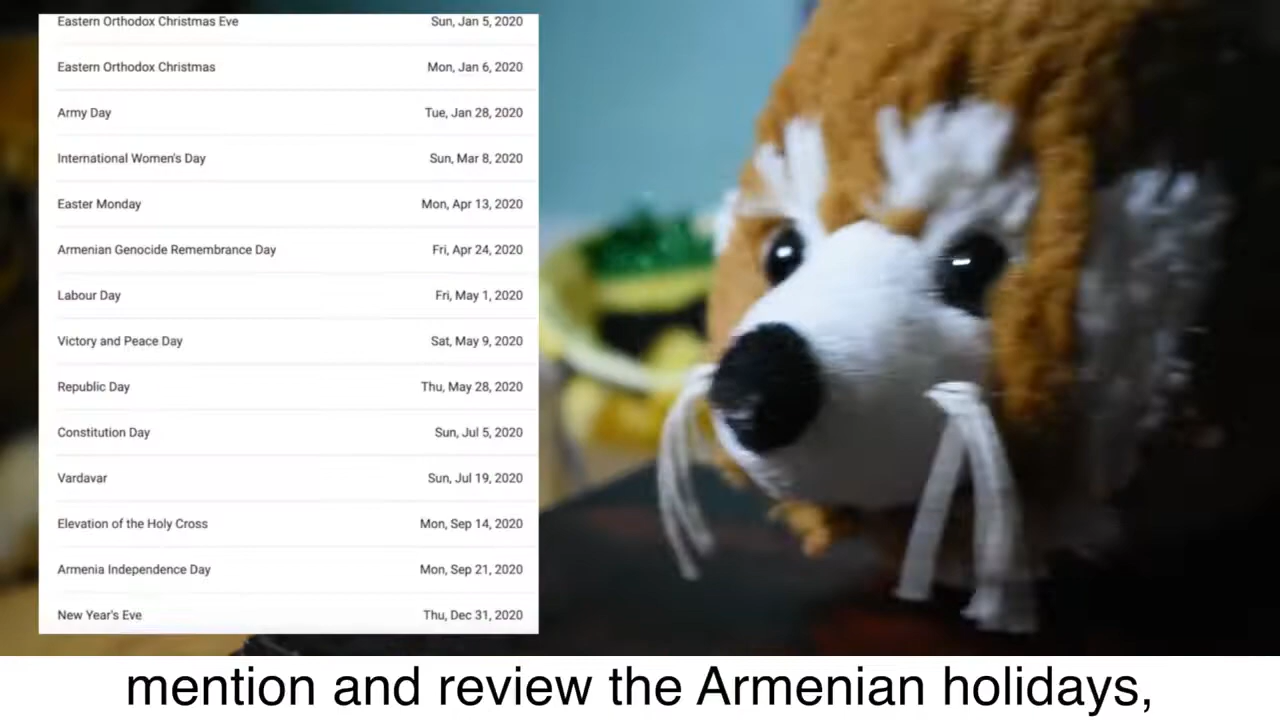 Eastern Orthodox Christmas Eve Sun, Jan 5, 2020
Eastern Orthodox Christmas Mon, Jan 6, 2020
Army Day Tue, Jan 28, 2020
International Women's Day Sun, Mar 8, 2020
Easter Monday Mon, Apr 13, 2020
Armenian Genocide Remembrance Day Fri, Apr 24, 2020
Labour Day Fri, May 1, 2020
Victory and Peace Day Sat, May 9, 2020
Republic Day Thu, May 28, 2020
Constitution Day Sun, Jul 5, 2020
Vardavar Sun, Jul 19, 2020
Elevation of the Holy Cross Mon, Sep 14, 2020
Armenia Independence Day Mon, Sep 21, 2020
New Year's Eve Thu, Dec 31, 2020
mention and review the Armenian holidays,